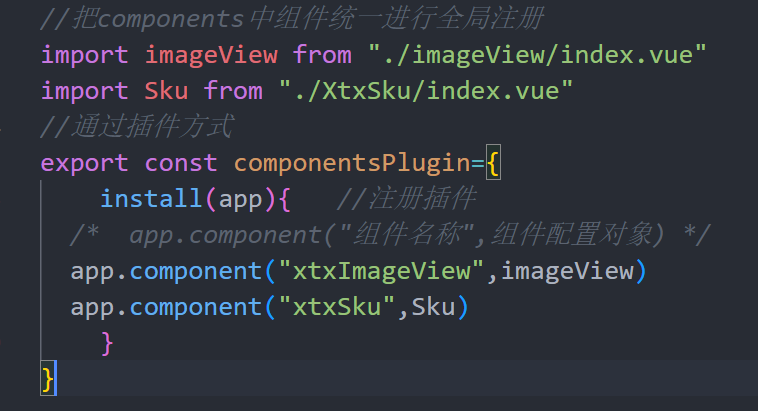 //把components中组件统一进行全局注册
import imageView from "./imageView/index.vue"
import Sku from "./XtxSku/index.vue"
//通过插件方式
export const componentsPlugin={
install(app){    //注册插件
/*  app.component("组件名称",组件配置对象) */
app.component("xtxImageView",imageView)
app.component("xtxSku",Sku)
}
}